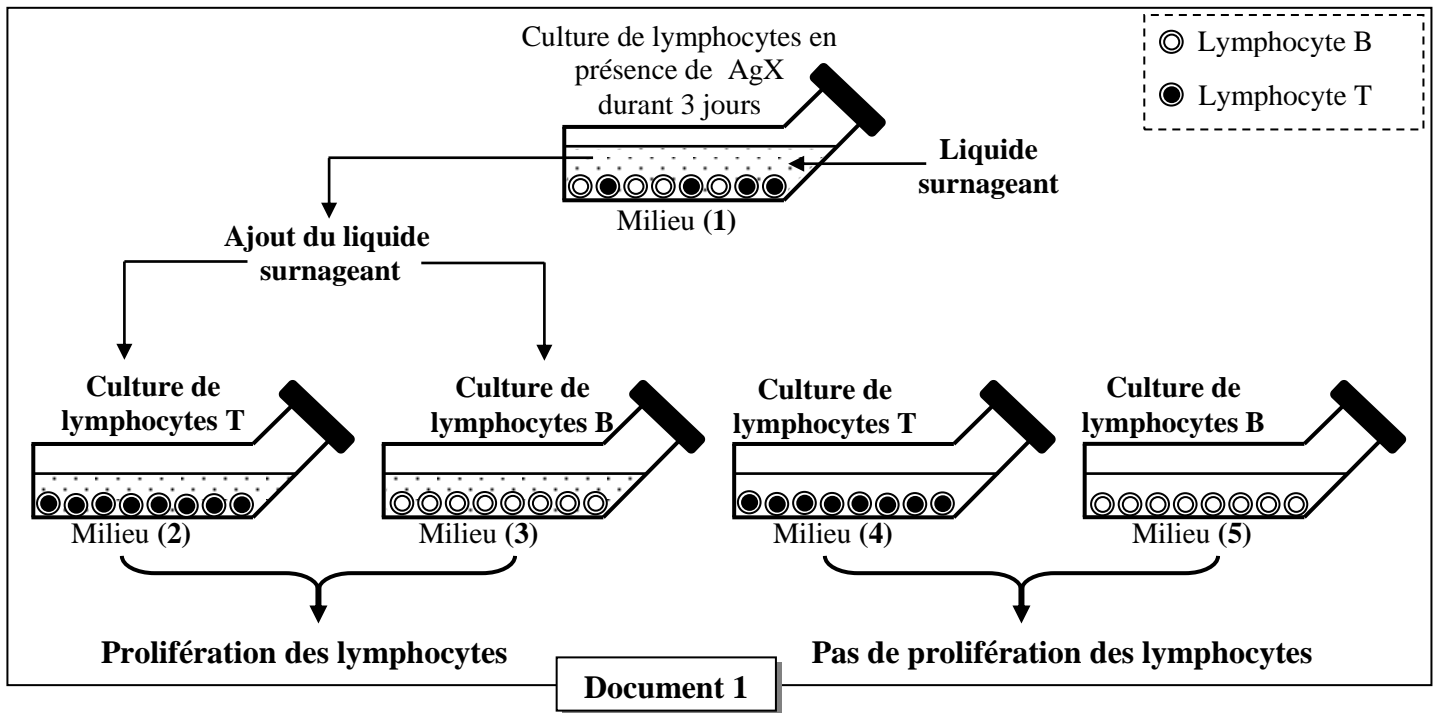 Culture de lymphocytes en
présence de AgX
durant 3 jours
Lymphocyte B
Lymphocyte T
Liquide
surnageant
Milieu (1)
Ajout du liquide
surnageant
Culture de
lymphocytes T
Milieu (2)
Culture de
lymphocytes B
Milieu (3)
Culture de
lymphocytes T
Milieu (4)
Culture de
lymphocytes B
Milieu (5)
Prolifération des lymphocytes
Pas de prolifération des lymphocytes
Document 1